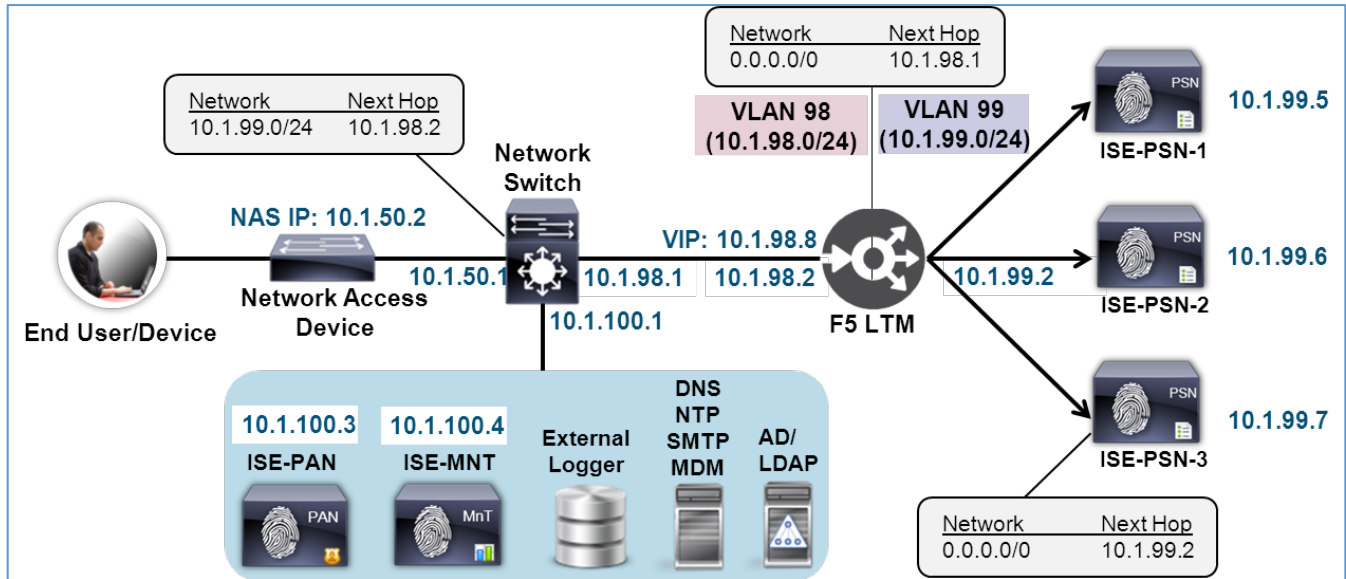 Network Next Hop
0.0.0.0/0 10.1.98.1
Network Next Hop
10.1.99.0/24 10.1.98.2
VLAN 98
(10.1.98.0/24)
VLAN 99
(10.1.99.0/24)
PSN
10.1.99.5
ISE-PSN-1
Network
Switch
NAS IP: 10.1.50.2
10.1.50.1
Network Access
Device
End User/Device
10.1.98.1
10.1.100.1
VIP: 10.1.98.8
10.1.98.2
F5 LTM
10.1.99.2
PSN
10.1.99.6
ISE-PSN-2
PSN
10.1.99.7
ISE-PSN-3
10.1.100.3
ISE-PAN
PAN
10.1.100.4
ISE-MNT
MnT
External
Logger
DNS
NTP
SMTP
MDM
AD/
LDAP
Network Next Hop
0.0.0.0/0 10.1.99.2